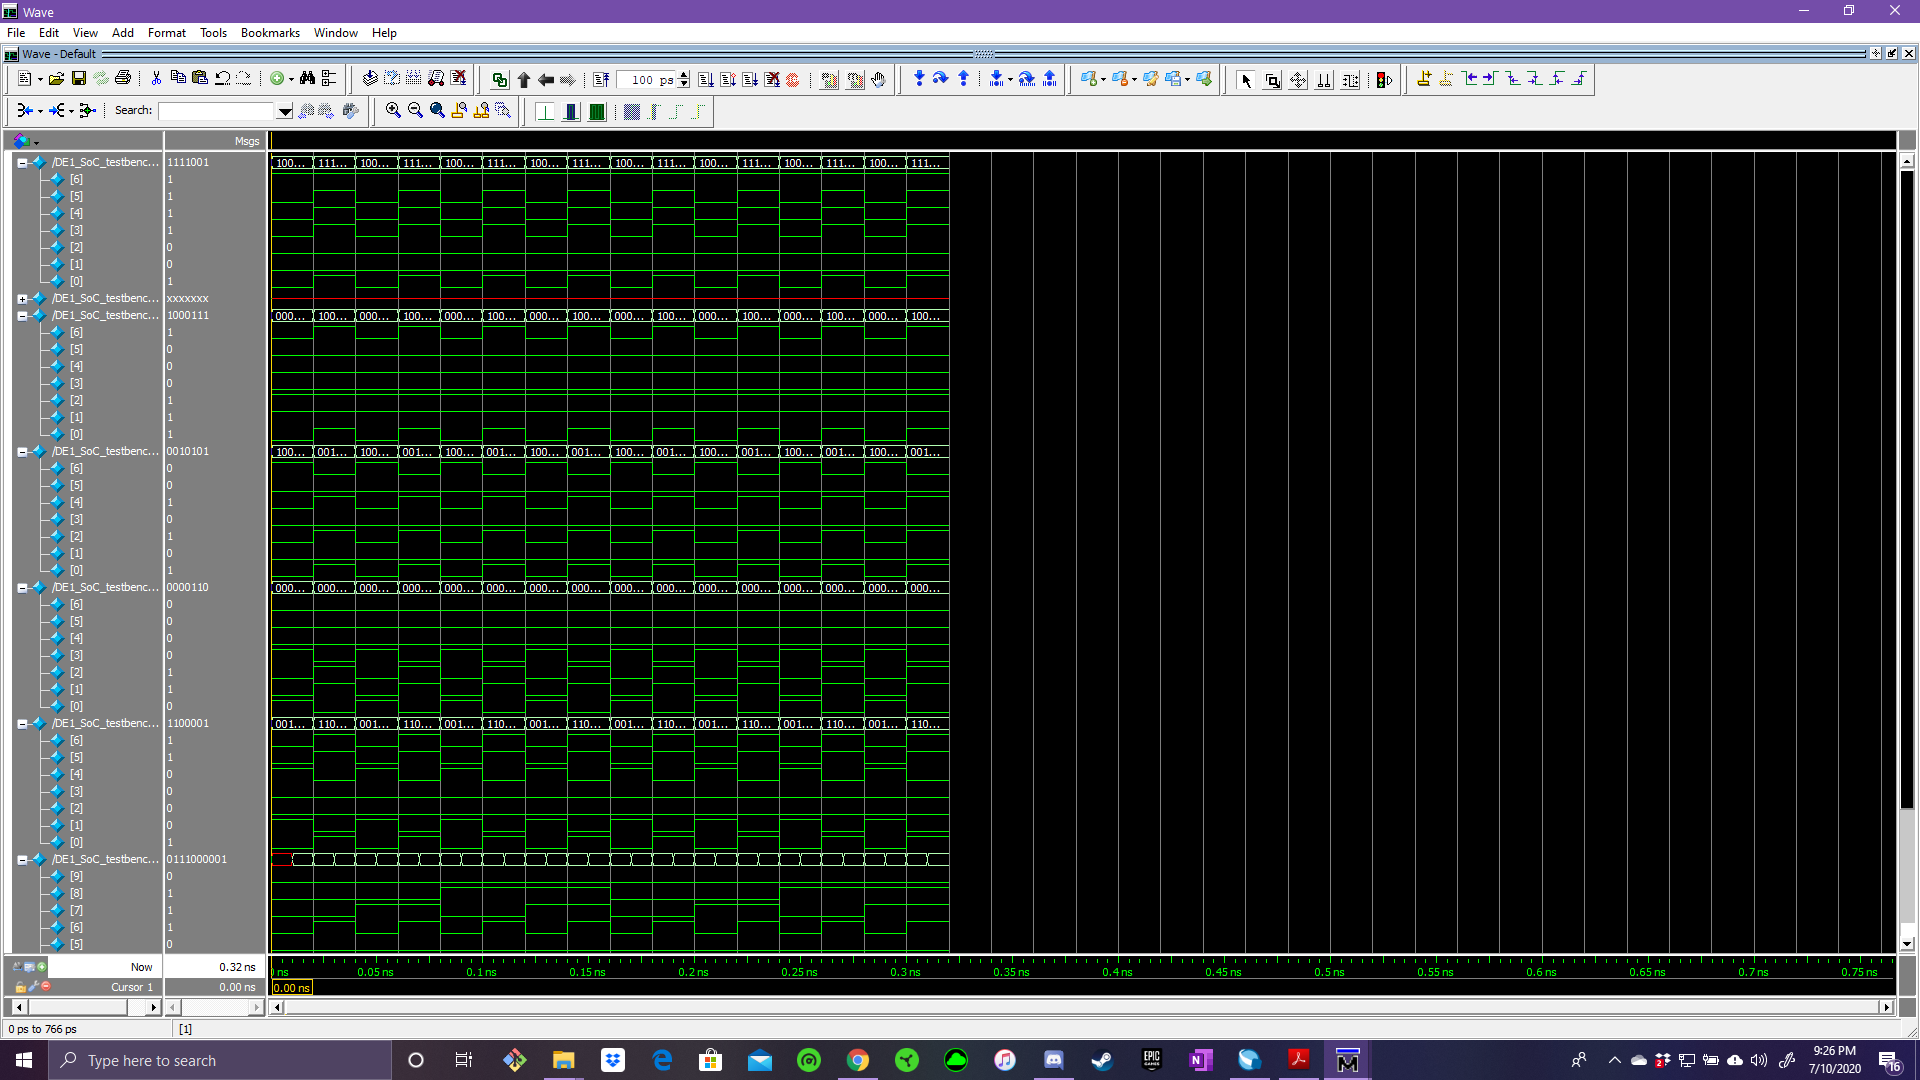 Wave
File Edit View Add Format Tools Bookmarks Window Help
Wave - Default
100 ps
Search:
Msgs
/DE1_SoC_testbenc... 1111001 100... 111... 100... 111... 100... 111... 100... 111... 100... 111... 100... 111... 100... 111... 100... 111...
[6] 1
[5] 1
[4] 1
[3] 1
[2] 0
[1] 0
[0] 1
/DE1_SoC_testbenc... xxxxxxx
/DE1_SoC_testbenc... 1000111 000... 100... 000... 100... 000... 100... 000... 100... 000... 100... 000... 100... 000... 100... 000... 100...
[6] 1
[5] 0
[4] 0
[3] 0
[2] 1
[1] 1
[0] 1
/DE1_SoC_testbenc... 0010101 100... 001... 100... 001... 100... 001... 100... 001... 100... 001... 100... 001... 100... 001... 100... 001...
[6] 0
[5] 0
[4] 1
[3] 0
[2] 1
[1] 0
[0] 1
/DE1_SoC_testbenc... 0000110 000... 000... 000... 000... 000... 000... 000... 000... 000... 000... 000... 000... 000... 000... 000... 000...
[6] 0
[5] 0
[4] 0
[3] 0
[2] 1
[1] 1
[0] 0
/DE1_SoC_testbenc... 1100001 001... 110... 001... 110... 001... 110... 001... 110... 001... 110... 001... 110... 001... 110... 001... 110...
[6] 1
[5] 1
[4] 0
[3] 0
[2] 0
[1] 0
[0] 1
/DE1_SoC_testbenc... 0111000001
[9] 0
[8] 1
[7] 1
[6] 1
[5] 0
Now 0.32 ns ns 0.05 ns 0.1 ns 0.15 ns 0.2 ns 0.25 ns 0.3 ns 0.35 ns 0.4 ns 0.45 ns 0.5 ns 0.55 ns 0.6 ns 0.65 ns 0.7 ns 0.75 ns
Cursor 1 0.00 ns 0.00 ns
0 ps to 766 ps [1]
Type here to search
EPIC GAMES
9:26 PM
7/10/2020
16